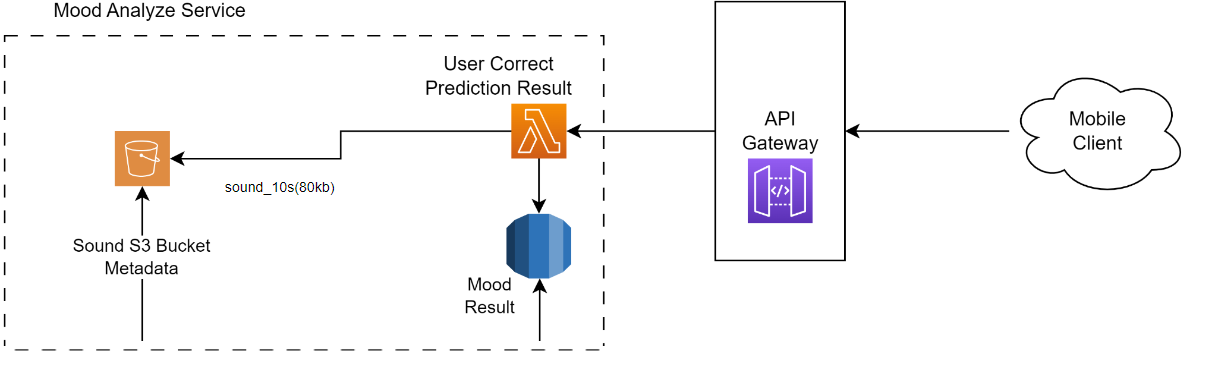 Mood Analyze Service
User Correct
Prediction Result
API
Gateway
</>
Mobile
Client
sound_10s(80kb)
Sound S3 Bucket
Metadata
Mood
Result